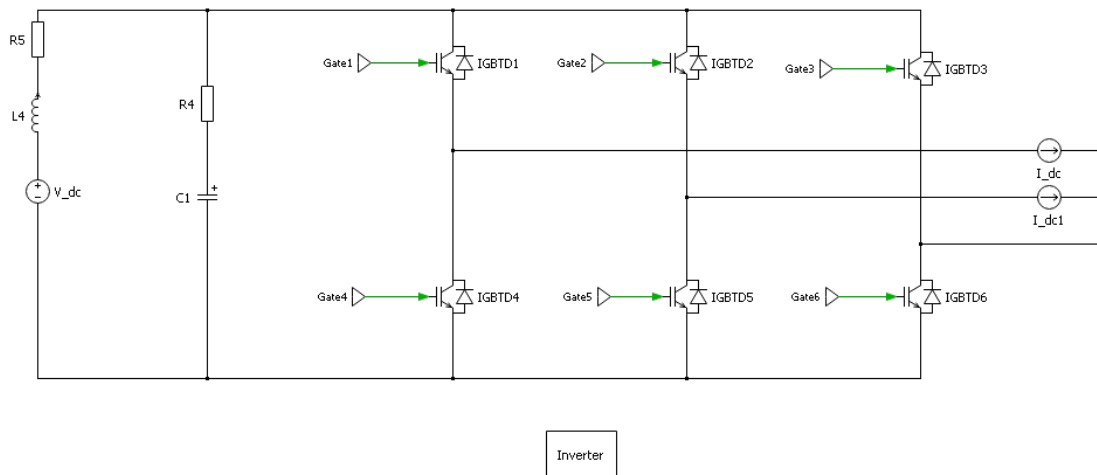 R5
L4
+
−
V_dc
R4
+
C1
Gate1
IGBTD1
Gate2
IGBTD2
Gate3
IGBTD3
I_dc
I_dc1
Gate4
IGBTD4
Gate5
IGBTD5
Gate6
IGBTD6
Inverter